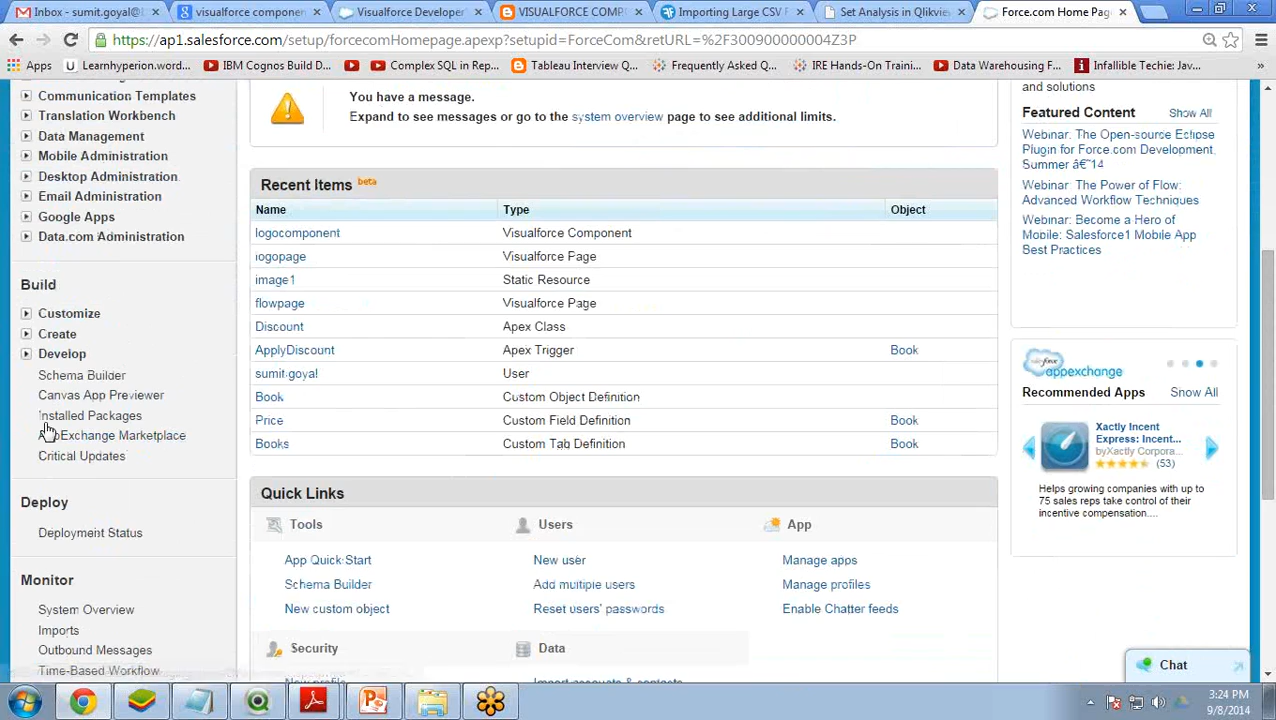 Inbox - sumit.goyal@
visualforce componen
Visualforce Developer'
VISUALFORCE COMP
Importing Large CSV F
Set Analysis in Qlikview
Force.com Home Pag
https://ap1.salesforce.com/setup/forcecomHomepage.apexp?setupid=ForceCom&retURL=%2F300900000004Z3P
Apps
Learnhyperion.word...
IBM Cognos Build D...
Complex SQL in Rep...
Tableau Interview Q...
Frequently Asked Q...
IRE Hands-On Traini...
Data Warehousing F...
Infallible Techie: Jav...
»
Communication Templates
Translation Workbench
Data Management
Mobile Administration
Desktop Administration
Email Administration
Google Apps
Data.com Administration
Build
Customize
Create
Develop
Schema Builder
Canvas App Previewer
Installed Packages
AppExchange Marketplace
Critical Updates
Deploy
Deployment Status
Monitor
System Overview
Imports
Outbound Messages
Time-Based Workflow
You have a message.
Expand to see messages or go to the system overview page to see additional limits.
Recent Items beta
Name Type Object
logocomponent Visualforce Component
logopage Visualforce Page
image1 Static Resource
flowpage Visualforce Page
Discount Apex Class
ApplyDiscount Apex Trigger Book
sumit.goyal User
Book Custom Object Definition
Price Custom Field Definition Book
Books Custom Tab Definition Book
Quick Links
Tools
App Quick Start
Schema Builder
New custom object
Users
New user
Add multiple users
Reset users' passwords
App
Manage apps
Manage profiles
Enable Chatter feeds
Security
New profile
Data
Import accounts & contacts
and solutions
Featured Content Show All
Webinar: The Open-source Eclipse
Plugin for Force.com Development,
Summer â€˜14
Webinar: The Power of Flow:
Advanced Workflow Techniques
Webinar: Become a Hero of
Mobile: Salesforce1 Mobile App
Best Practices
appexchange
Recommended Apps Show All
Xactly Incent
Express: Incent...
by Xactly Corpora...
(53)
Helps growing companies with up to
75 sales reps take control of their
incentive compensation....
Chat
3:24 PM
9/8/2014